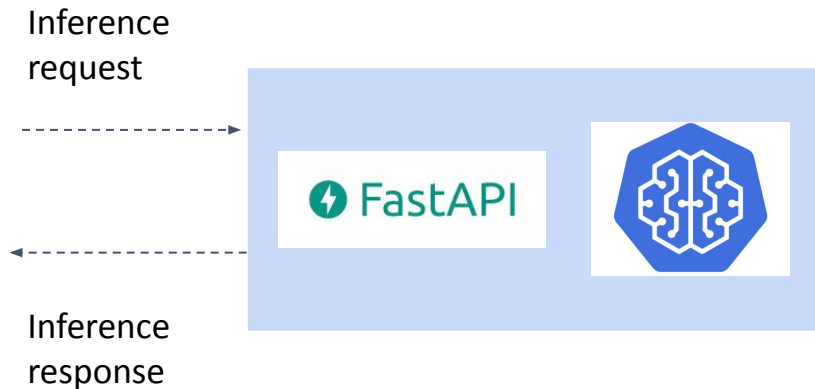 Inference
request
FastAPI
Inference
response